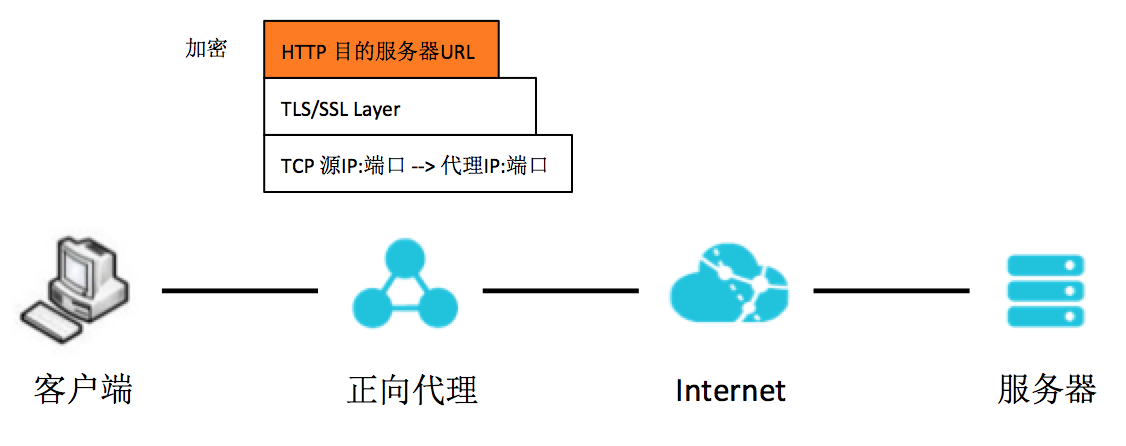 加密
HTTP 目的服务器URL
TLS/SSL Layer
TCP 源IP:端口 --> 代理IP:端口
客户端
正向代理
Internet
服务器